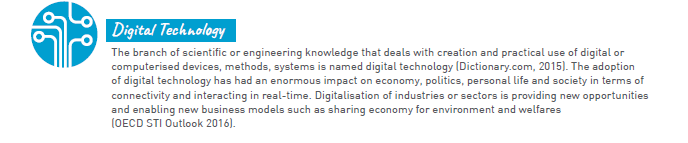 Digital Technology
The branch of scientific or engineering knowledge that deals with creation and practical use of digital or
computerised devices, methods, systems is named digital technology (Dictionary.com, 2015). The adoption
of digital technology has had an enormous impact on economy, politics, personal life and society in terms of
connectivity and interacting in real-time. Digitalisation of industries or sectors is providing new opportunities
and enabling new business models such as sharing economy for environment and welfares
(OECD STI Outlook 2016).